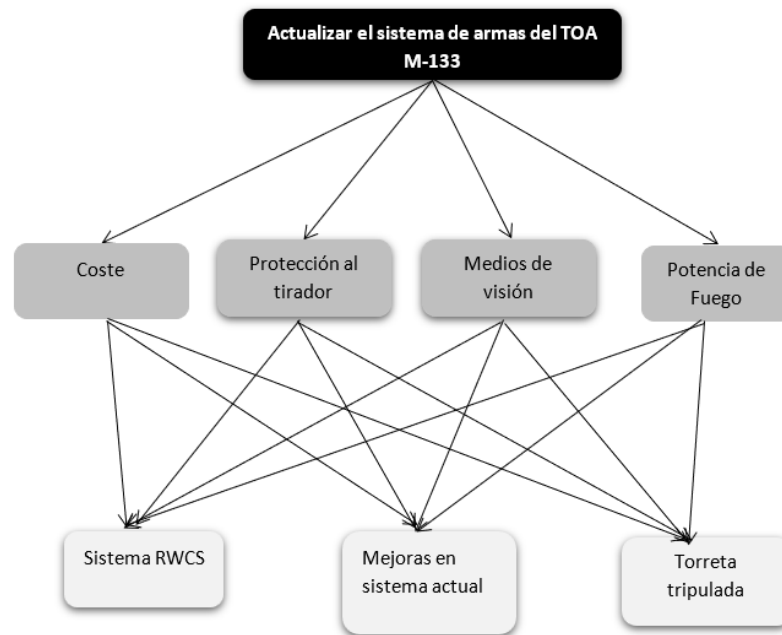 Actualizar el sistema de armas del TOA
M-133
Coste
Protección al
tirador
Medios de
visión
Potencia de
Fuego
Sistema RWCS
Mejoras en
sistema actual
Torreta
tripulada